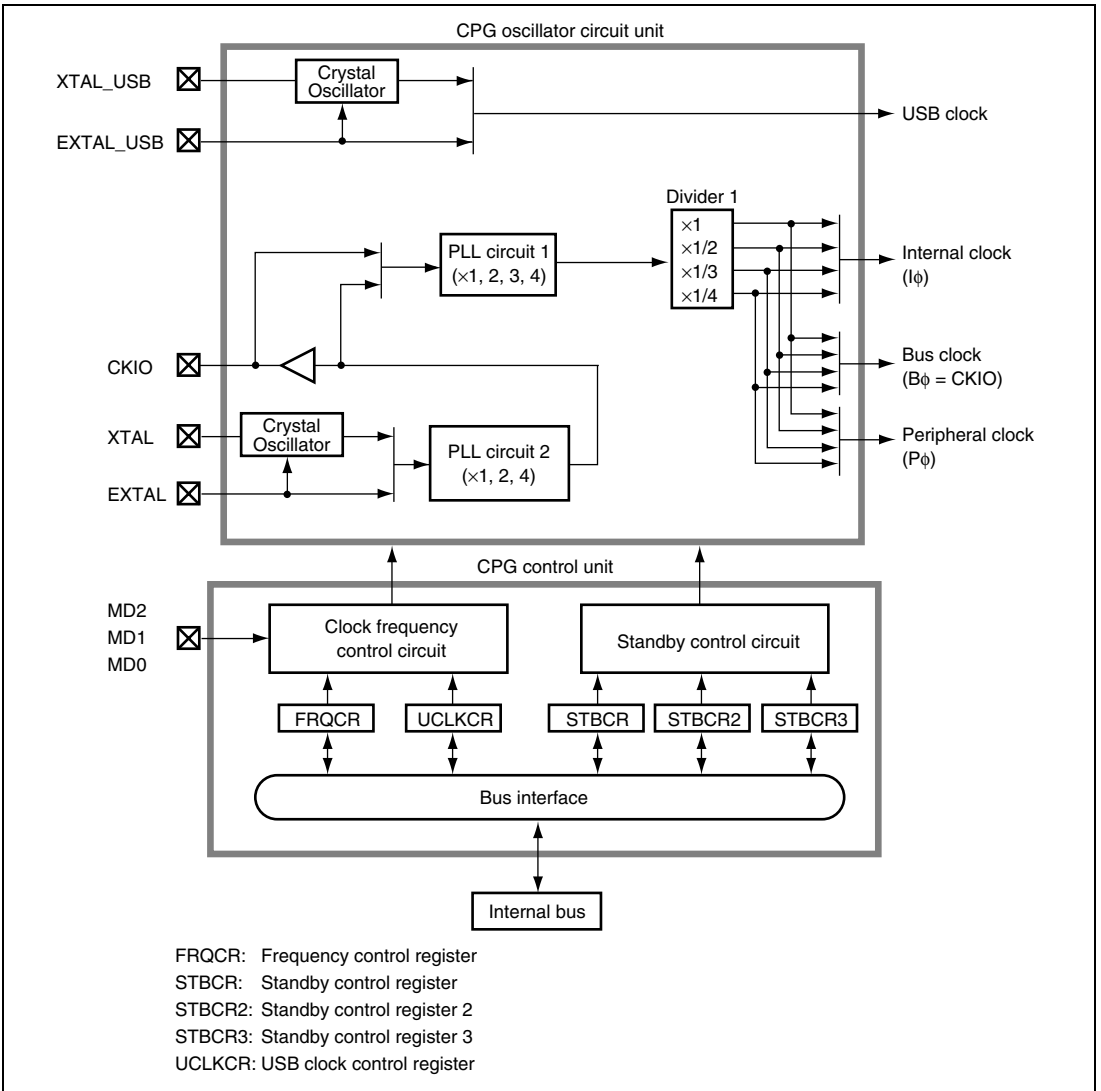 CPG oscillator circuit unit
XTAL_USB
Crystal
Oscillator
EXTAL_USB
USB clock
Divider 1
×1
×1/2
×1/3
×1/4
PLL circuit 1
(×1, 2, 3, 4)
Internal clock
(Iϕ)
CKIO
Bus clock
(Bϕ = CKIO)
XTAL
Crystal
Oscillator
PLL circuit 2
(×1, 2, 4)
Peripheral clock
(Pϕ)
EXTAL
CPG control unit
MD2
MD1
MD0
Clock frequency
control circuit
Standby control circuit
FRQCR
UCLKCR
STBCR
STBCR2
STBCR3
Bus interface
Internal bus
FRQCR: Frequency control register
STBCR: Standby control register
STBCR2: Standby control register 2
STBCR3: Standby control register 3
UCLKCR: USB clock control register